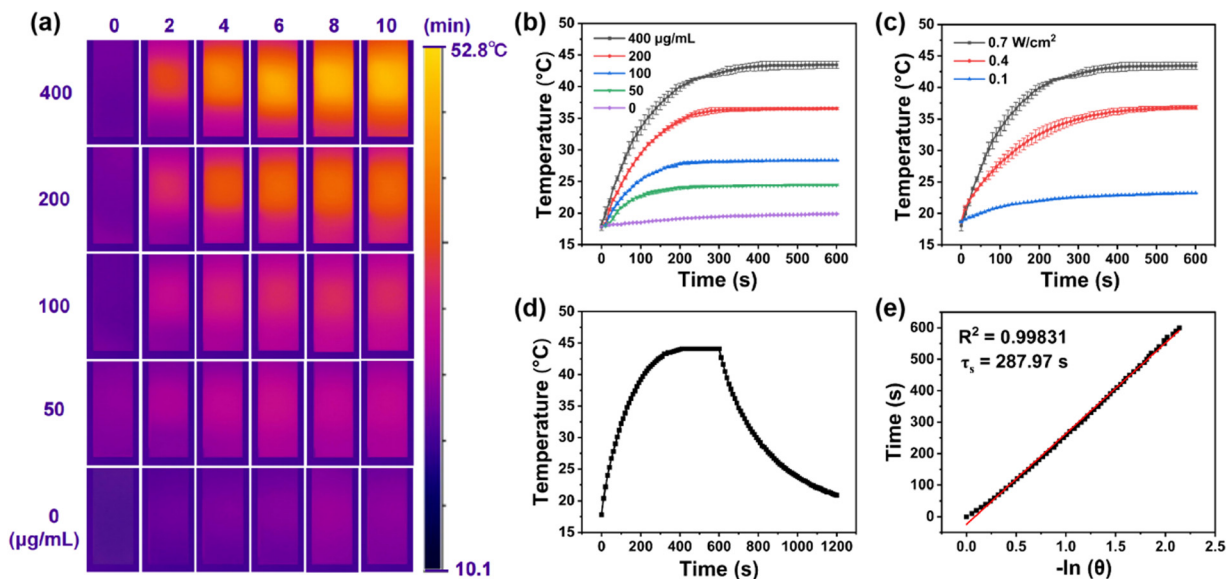 (a)
0 2 4 6 8 10 (min)
400
200
100
50
0
(μg/mL)
52.8℃
10.1
(b)
Temperature (°C)
50
45
40
35
30
25
20
15
400 μg/mL
200
100
50
0
0 100 200 300 400 500 600
Time (s)
(c)
Temperature (°C)
50
45
40
35
30
25
20
15
0.7 W/cm²
0.4
0.1
0 100 200 300 400 500 600
Time (s)
(d)
Temperature (°C)
50
45
40
35
30
25
20
15
0 200 400 600 800 1000 1200
Time (s)
(e)
Time (s)
600
500
400
300
200
100
0
R² = 0.99831
τs = 287.97 s
0.0 0.5 1.0 1.5 2.0 2.5
-ln (θ)